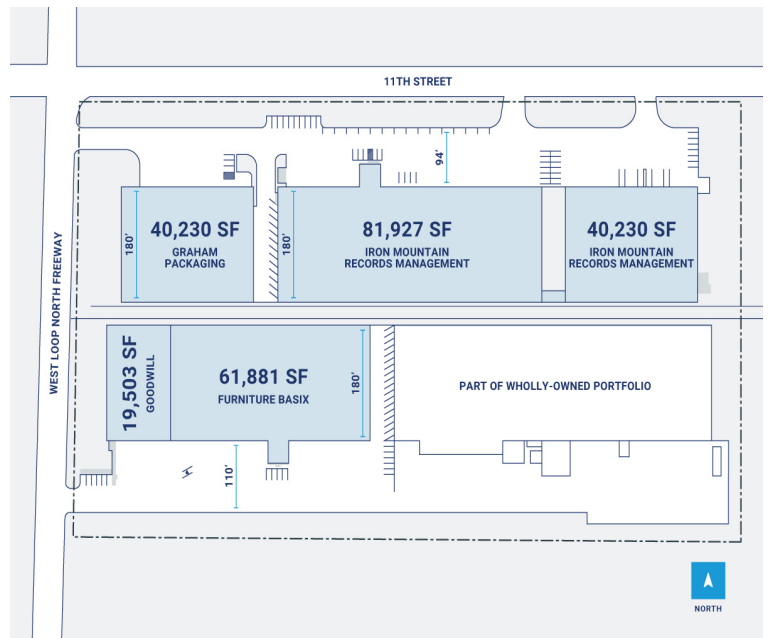 11TH STREET
94'
40,230 SF
GRAHAM
PACKAGING
180'
81,927 SF
IRON MOUNTAIN
RECORDS MANAGEMENT
180'
40,230 SF
IRON MOUNTAIN
RECORDS MANAGEMENT
WEST LOOP NORTH FREEWAY
19,503 SF
GOODWILL
61,881 SF
FURNITURE BASIX
180'
PART OF WHOLLY-OWNED PORTFOLIO
110'
NORTH